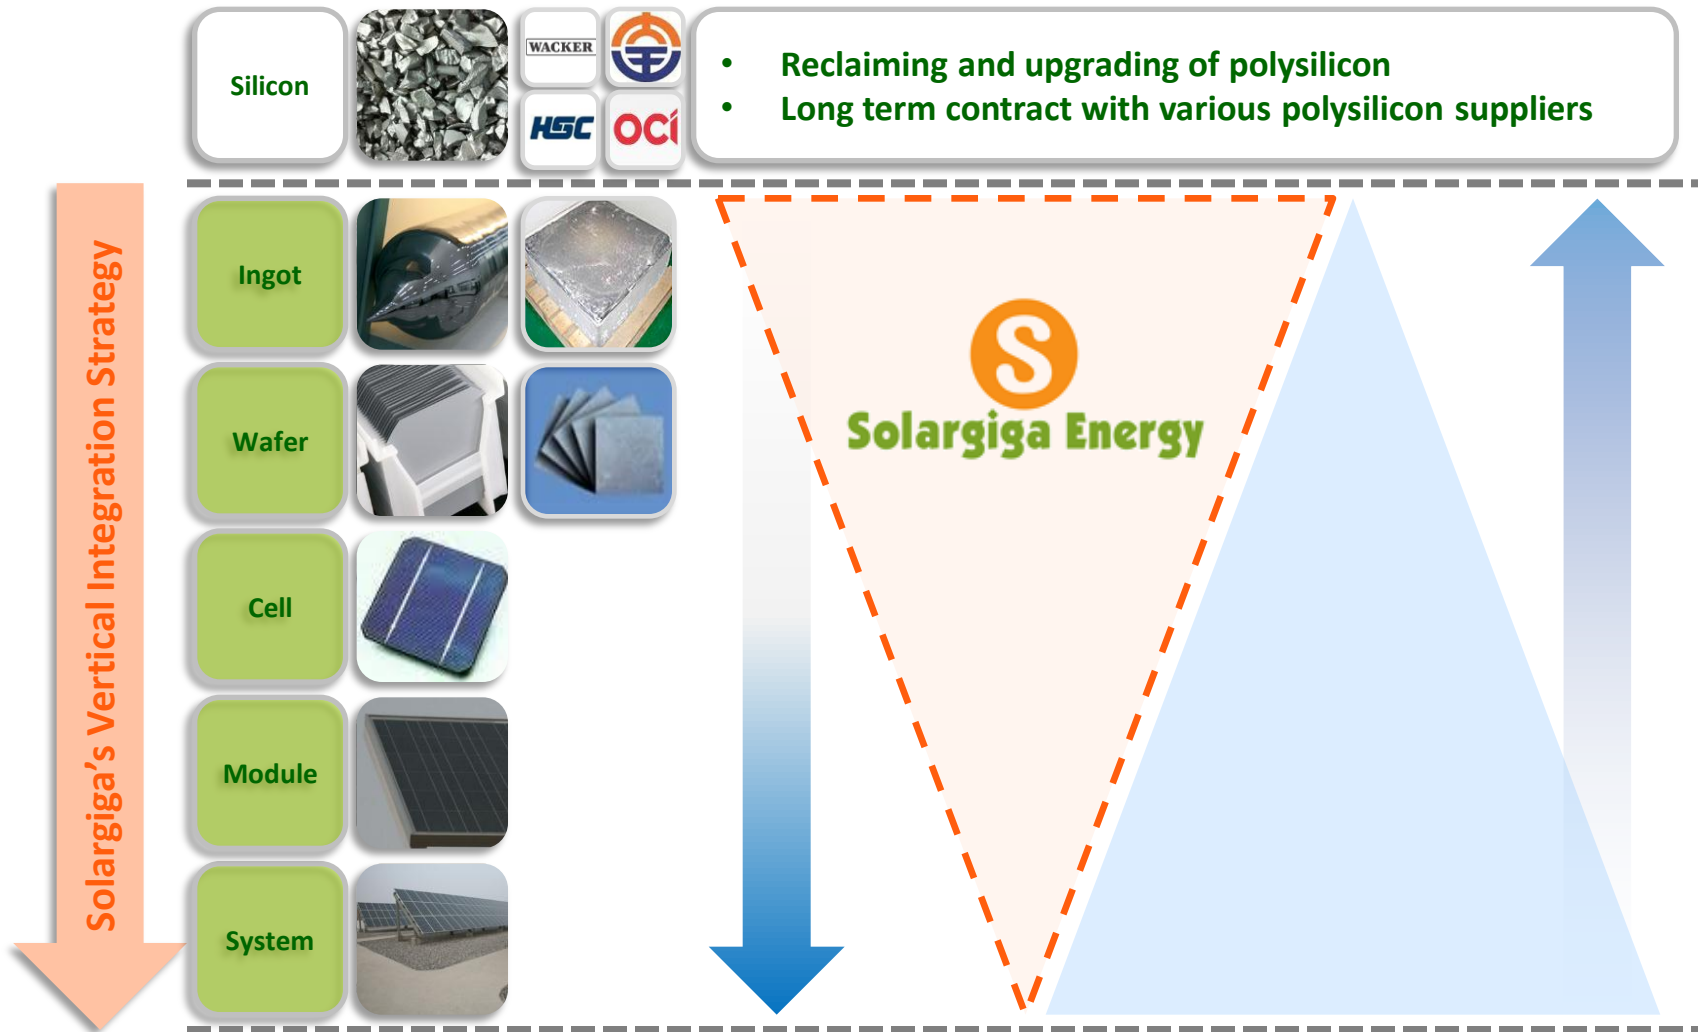 Silicon
WACKER
HSC
OCI
• Reclaiming and upgrading of polysilicon
• Long term contract with various polysilicon suppliers
Solargiga's Vertical Integration Strategy
Ingot
Solargiga Energy
Wafer
Cell
Module
System